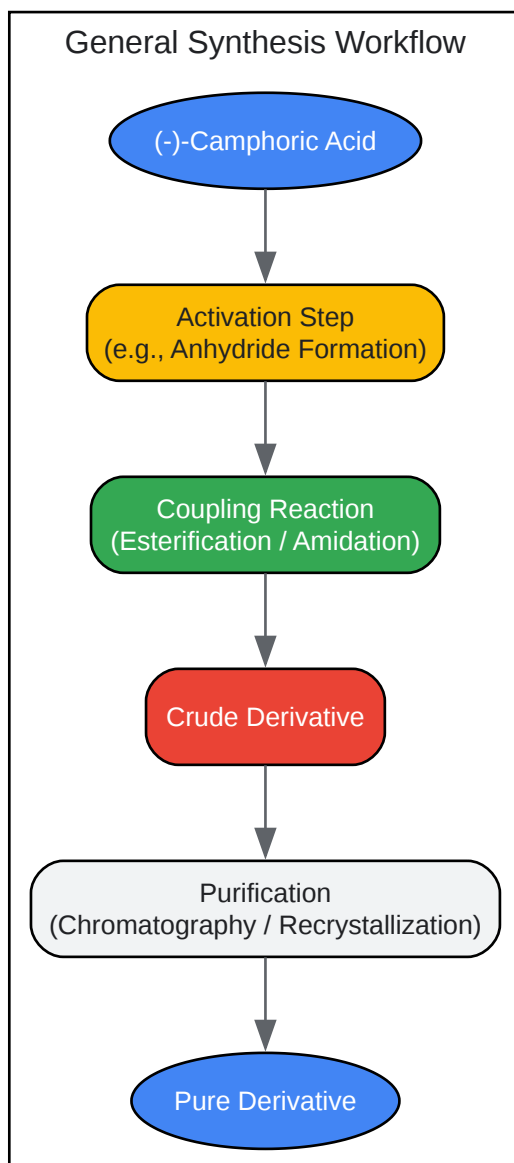 General Synthesis Workflow
(-)-Camphoric Acid
Activation Step
(e.g., Anhydride Formation)
Coupling Reaction
(Esterification / Amidation)
Crude Derivative
Purification
(Chromatography / Recrystallization)
Pure Derivative